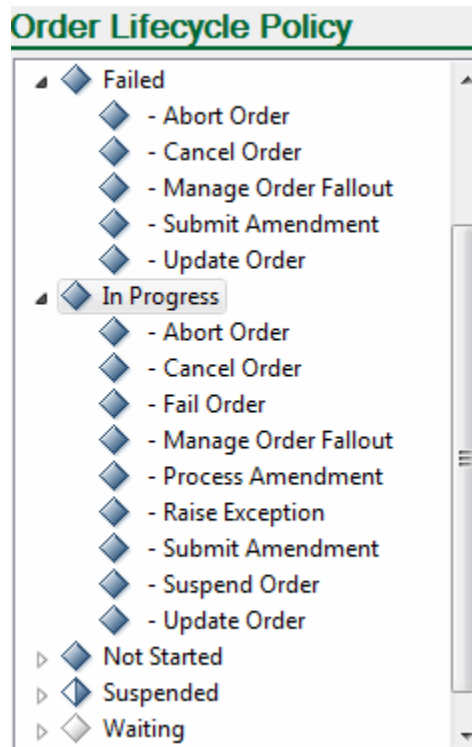 Order Lifecycle Policy
Failed
- Abort Order
- Cancel Order
- Manage Order Fallout
- Submit Amendment
- Update Order
In Progress
- Abort Order
- Cancel Order
- Fail Order
- Manage Order Fallout
- Process Amendment
- Raise Exception
- Submit Amendment
- Suspend Order
- Update Order
Not Started
Suspended
Waiting